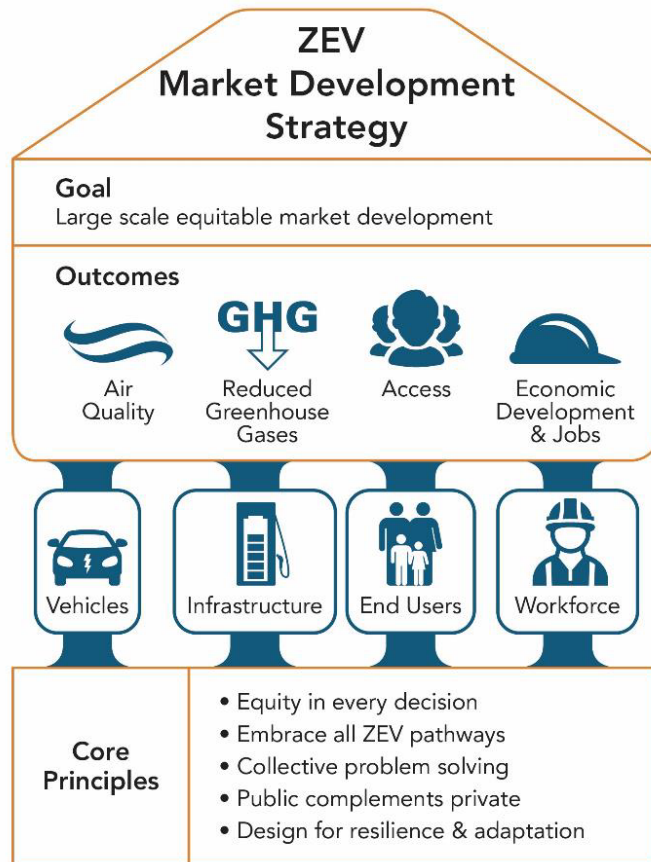 ZEV
Market Development
Strategy
Goal
Large scale equitable market development
Outcomes
Air
Quality
GHG
Reduced
Greenhouse
Gases
Access
Economic
Development
& Jobs
Vehicles
Infrastructure
End Users
Workforce
Core
Principles
• Equity in every decision
• Embrace all ZEV pathways
• Collective problem solving
• Public complements private
• Design for resilience & adaptation